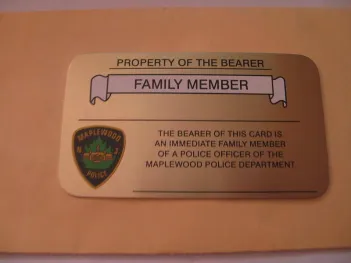 PROPERTY OF THE BEARER
FAMILY MEMBER
THE BEARER OF THIS CARD IS
AN IMMEDIATE FAMILY MEMBER
OF A POLICE OFFICER OF THE
MAPLEWOOD POLICE DEPARTMENT
MAPLEWOOD
N J
POLICE